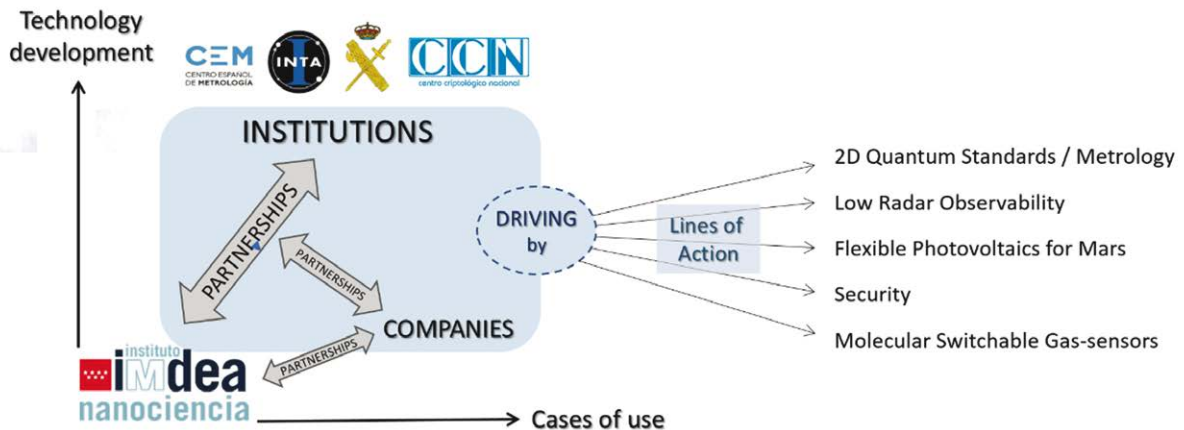 Technology
development
CEM
CENTRO ESPAÑOL
DE METROLOGÍA
INTA
CCN
centro criptológico nacional
INSTITUTIONS
PARTNERSHIPS
PARTNERSHIPS
PARTNERSHIPS
COMPANIES
DRIVING
by
Lines of
Action
2D Quantum Standards / Metrology
Low Radar Observability
Flexible Photovoltaics for Mars
Security
Molecular Switchable Gas-sensors
instituto
iMdea
nanociencia
Cases of use